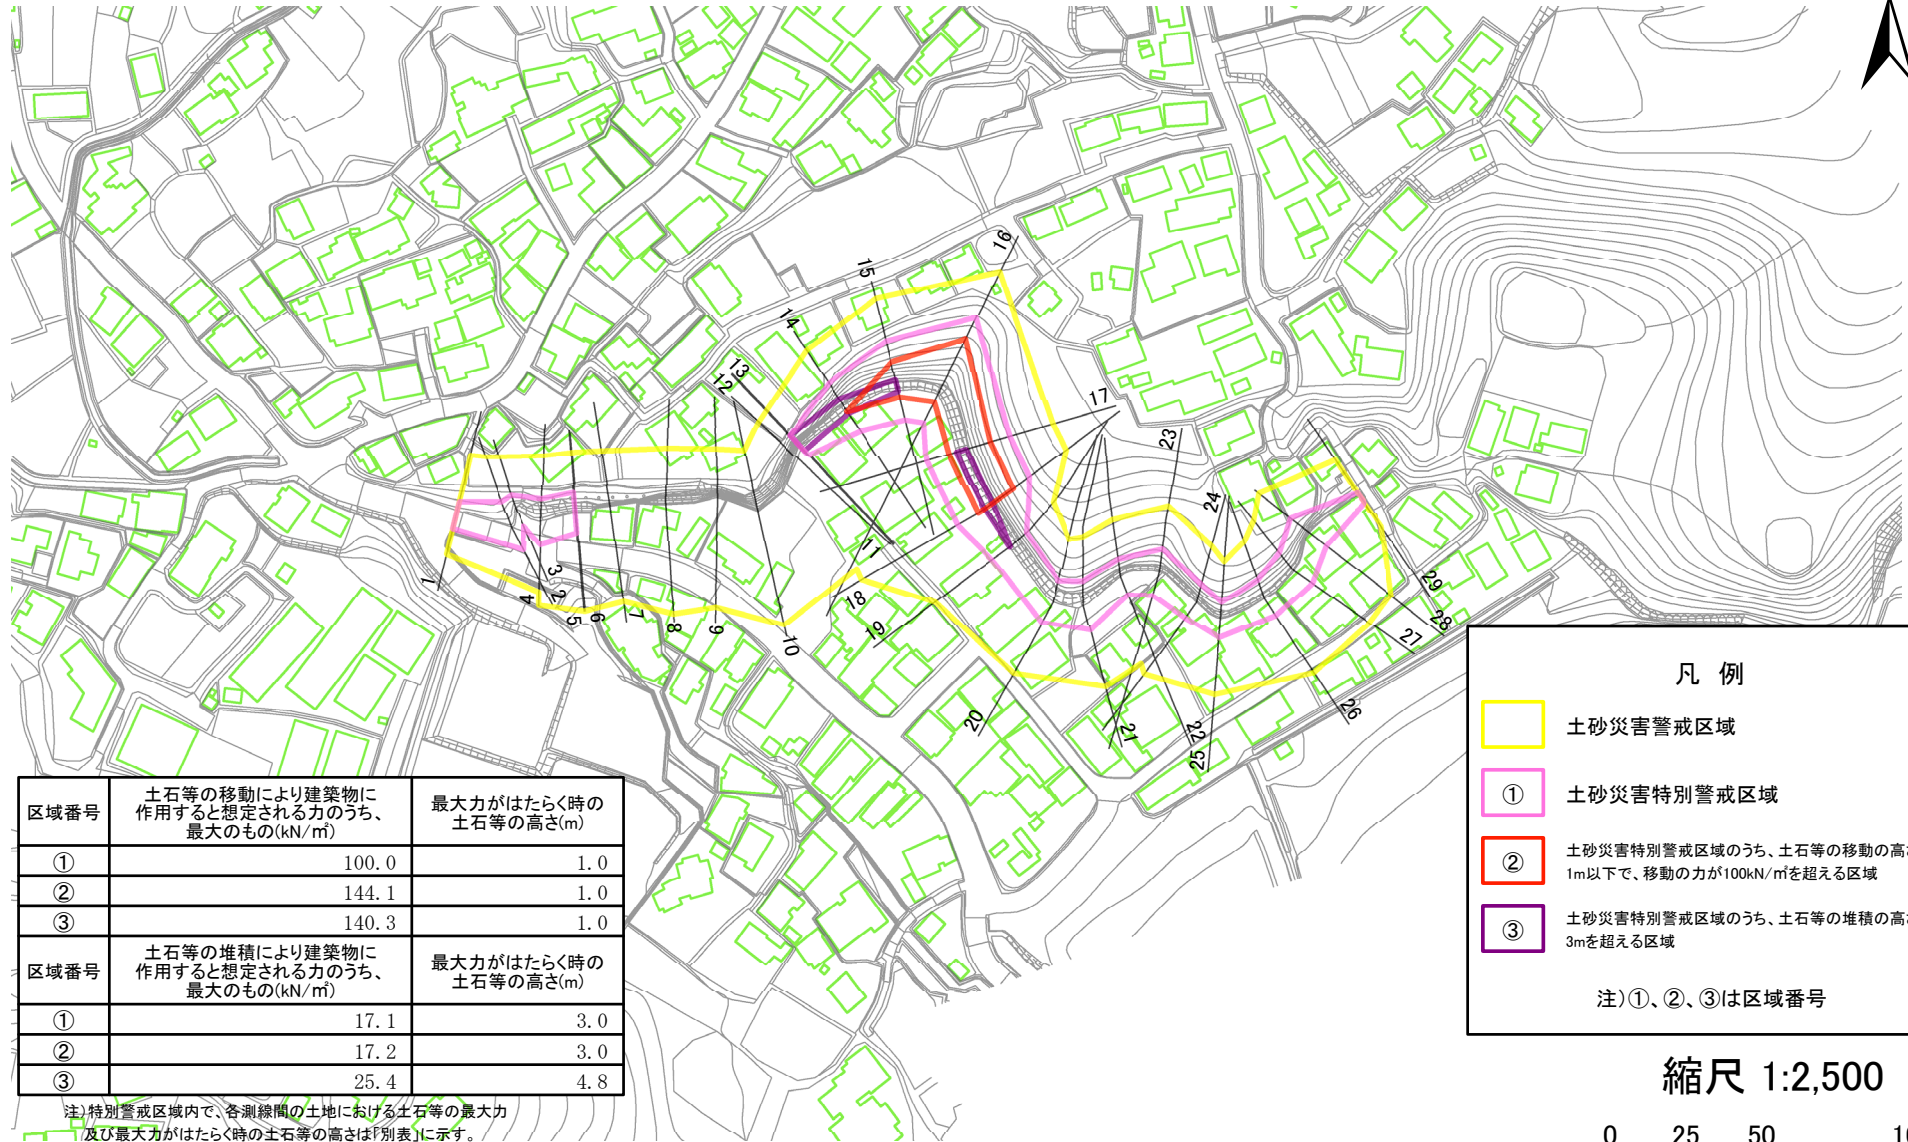 16
15
14
13
12
17
23
24
11
1
3
2
4
5
6
7
8
9
10
18
19
20
21
22
25
26
27
28
29
区域番号
土石等の移動により建築物に
作用すると想定される力のうち、
最大のもの(kN/㎡)
最大力がはたらく時の
土石等の高さ(m)
① 100.0 1.0
② 144.1 1.0
③ 140.3 1.0
区域番号
土石等の堆積により建築物に
作用すると想定される力のうち、
最大のもの(kN/㎡)
最大力がはたらく時の
土石等の高さ(m)
① 17.1 3.0
② 17.2 3.0
③ 25.4 4.8
注)特別警戒区域内で、各測線間の土地における土石等の最大力
及び最大力がはたらく時の土石等の高さは「別表」に示す。
凡 例
土砂災害警戒区域
① 土砂災害特別警戒区域
② 土砂災害特別警戒区域のうち、土石等の移動の高さ
1m以下で、移動の力が100kN/㎡を超える区域
③ 土砂災害特別警戒区域のうち、土石等の堆積の高さ
3mを超える区域
注)①、②、③は区域番号
縮尺 1:2,500
0 25 50